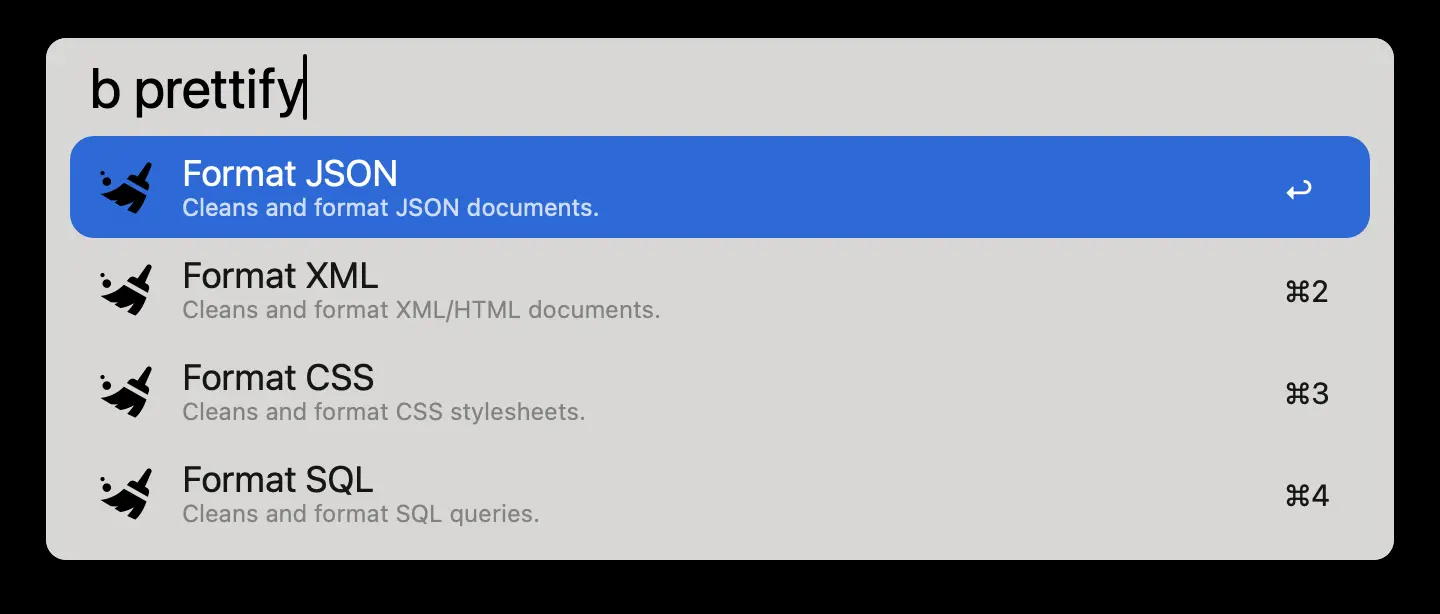 b prettify
Format JSON
Cleans and format JSON documents.
Format XML
Cleans and format XML/HTML documents.
⌘2
Format CSS
Cleans and format CSS stylesheets.
⌘3
Format SQL
Cleans and format SQL queries.
⌘4